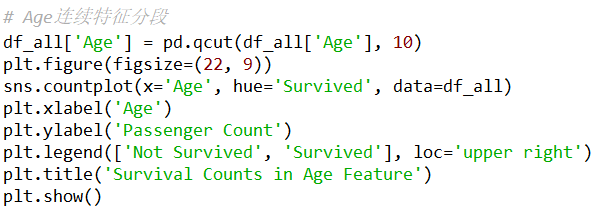 # Age连续特征分段
df_all['Age'] = pd.qcut(df_all['Age'], 10)
plt.figure(figsize=(22, 9))
sns.countplot(x='Age', hue='Survived', data=df_all)
plt.xlabel('Age')
plt.ylabel('Passenger Count')
plt.legend(['Not Survived', 'Survived'], loc='upper right')
plt.title('Survival Counts in Age Feature')
plt.show()